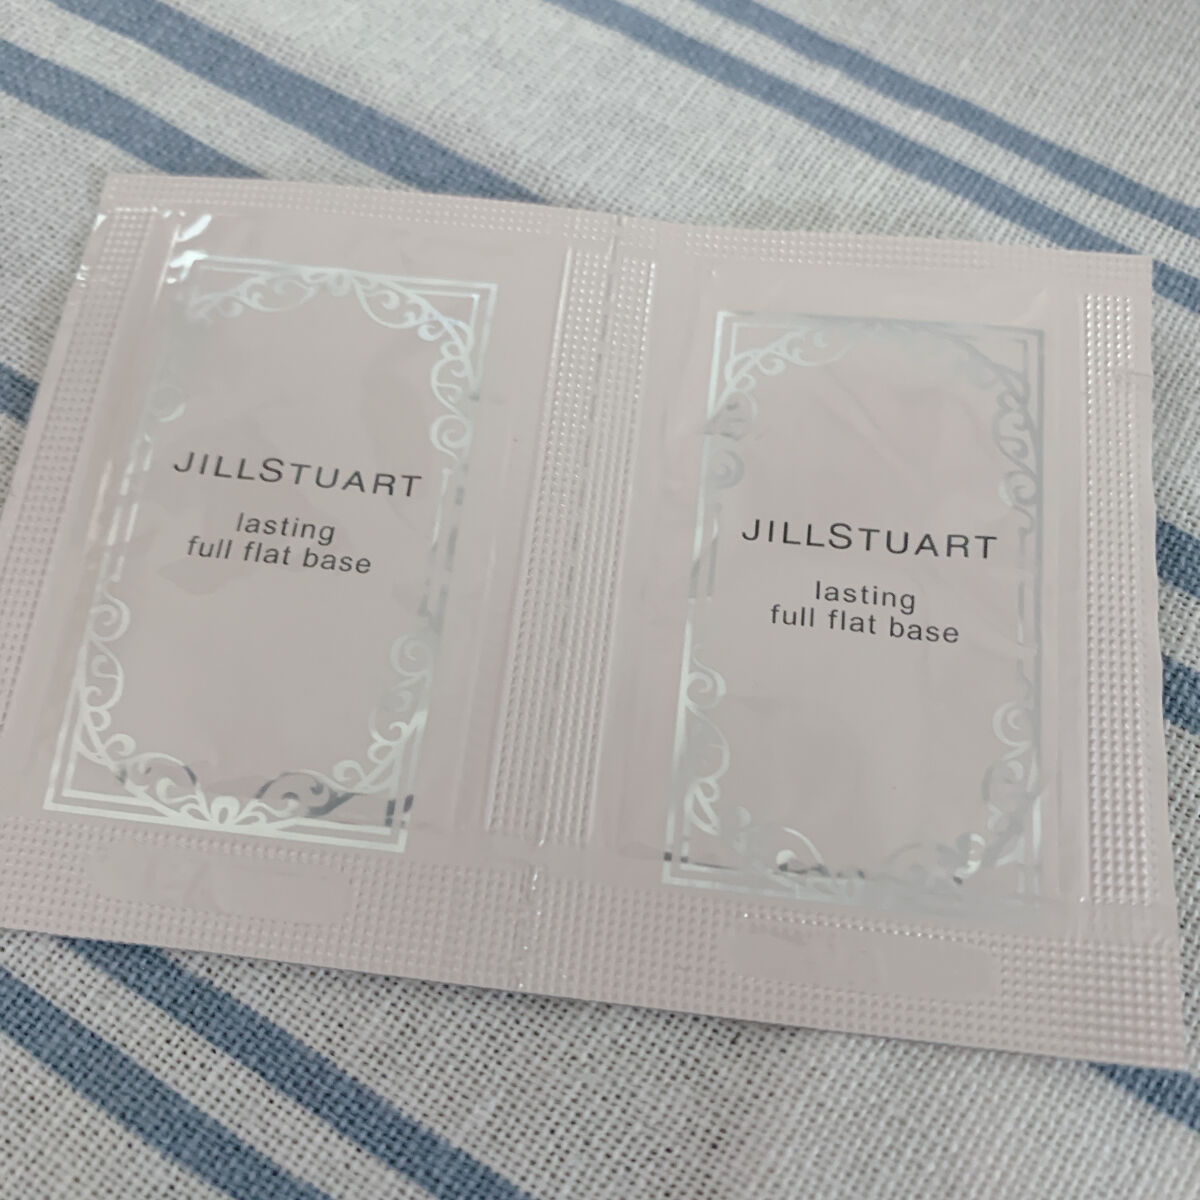 JILLSTUART
lasting
full flat base
JILLSTUART
lasting
full flat base